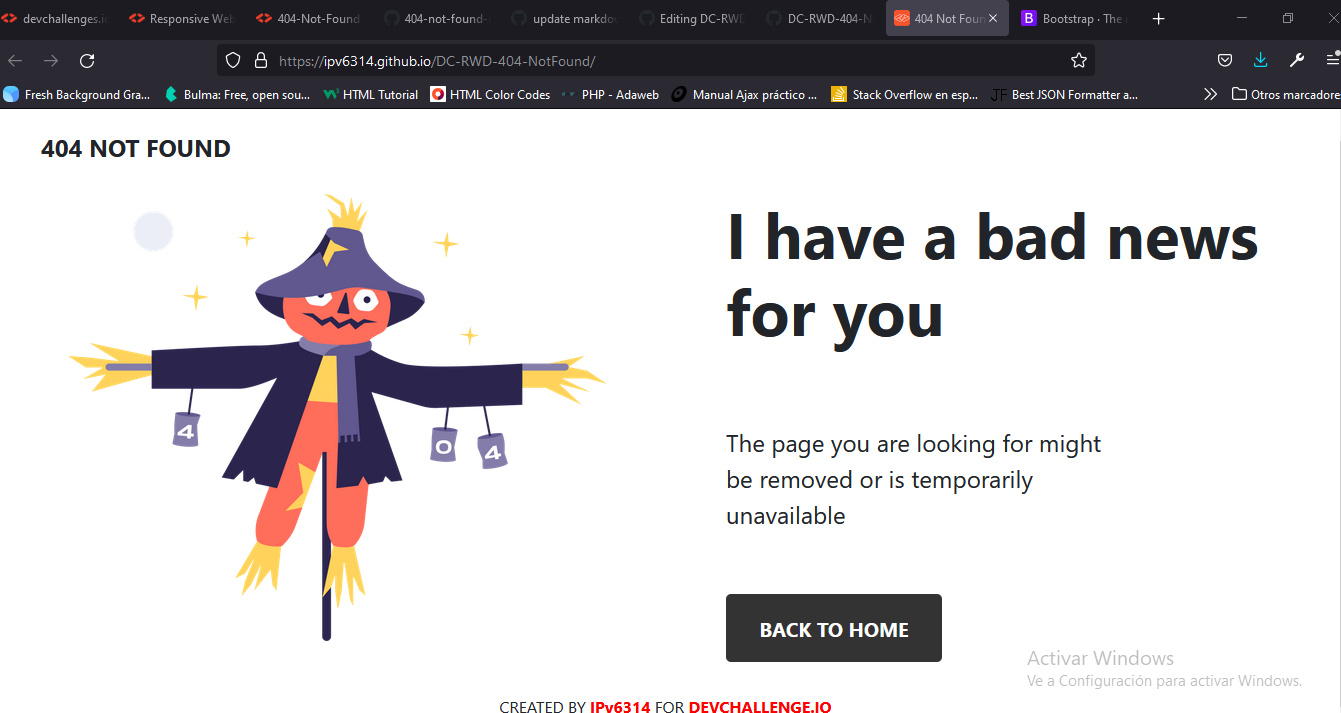 devchallenges.i
Responsive Web
404-Not-Found
404-not-found-
update markdow
Editing DC-RWD
DC-RWD-404-N
404 Not Foun
Bootstrap · The
https://ipv6314.github.io/DC-RWD-404-NotFound/
Fresh Background Gra...
Bulma: Free, open sou...
HTML Tutorial
HTML Color Codes
PHP - Adaweb
Manual Ajax práctico ...
Stack Overflow en esp...
JF
Best JSON Formatter a...
Otros marcadore
404 NOT FOUND
I have a bad news
for you
4
0
4
The page you are looking for might
be removed or is temporarily
unavailable
BACK TO HOME
Activar Windows
Ve a Configuración para activar Windows.
CREATED BY IPv6314 FOR DEVCHALLENGE.IO